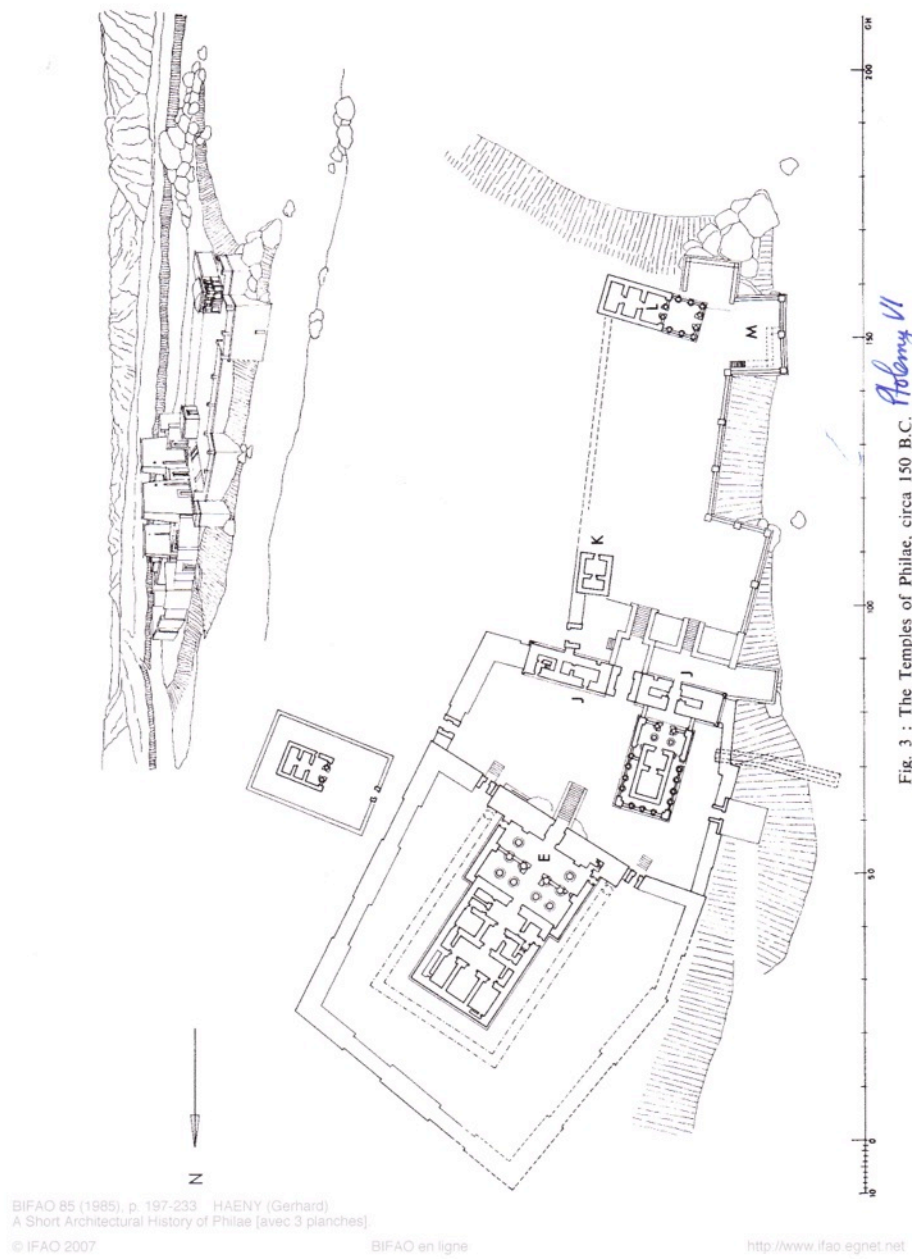 Fig. 3 : The Temples of Philae, circa 150 B.C. Ptolemy VI
N
E
J
J
K
L
M
10
0
50
100
150
200
GH
BIFAO 85 (1985), p. 197-233 HAENY (Gerhard)
A Short Architectural History of Philae [avec 3 planches].
© IFAO 2007
BIFAO en ligne
http://www.ifao.egnet.net